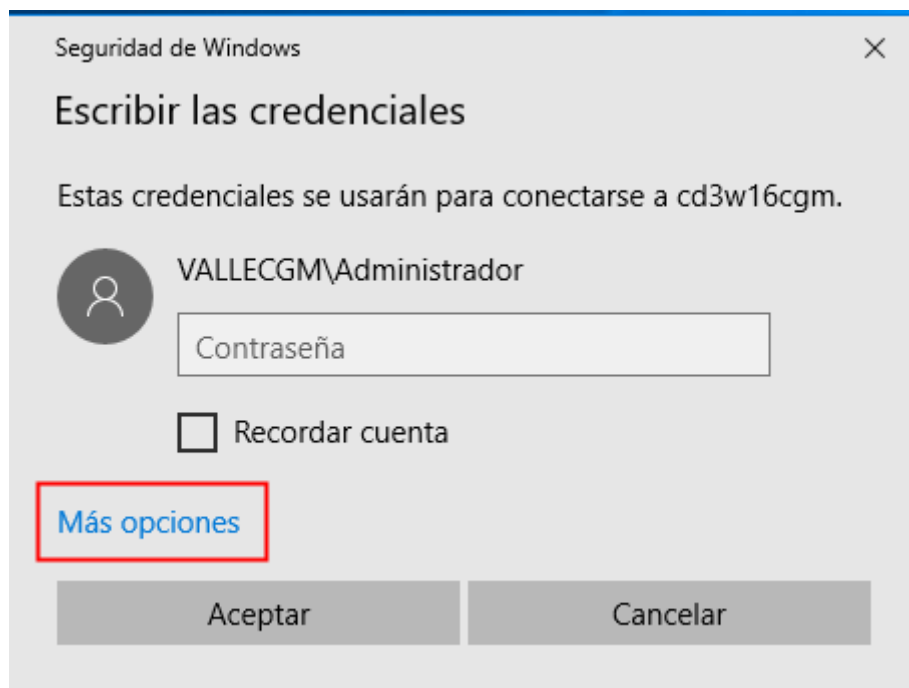 Seguridad de Windows
Escribir las credenciales
Estas credenciales se usarán para conectarse a cd3w16cgm.
VALLECGM\Administrador
Contraseña
Recordar cuenta
Más opciones
Aceptar Cancelar